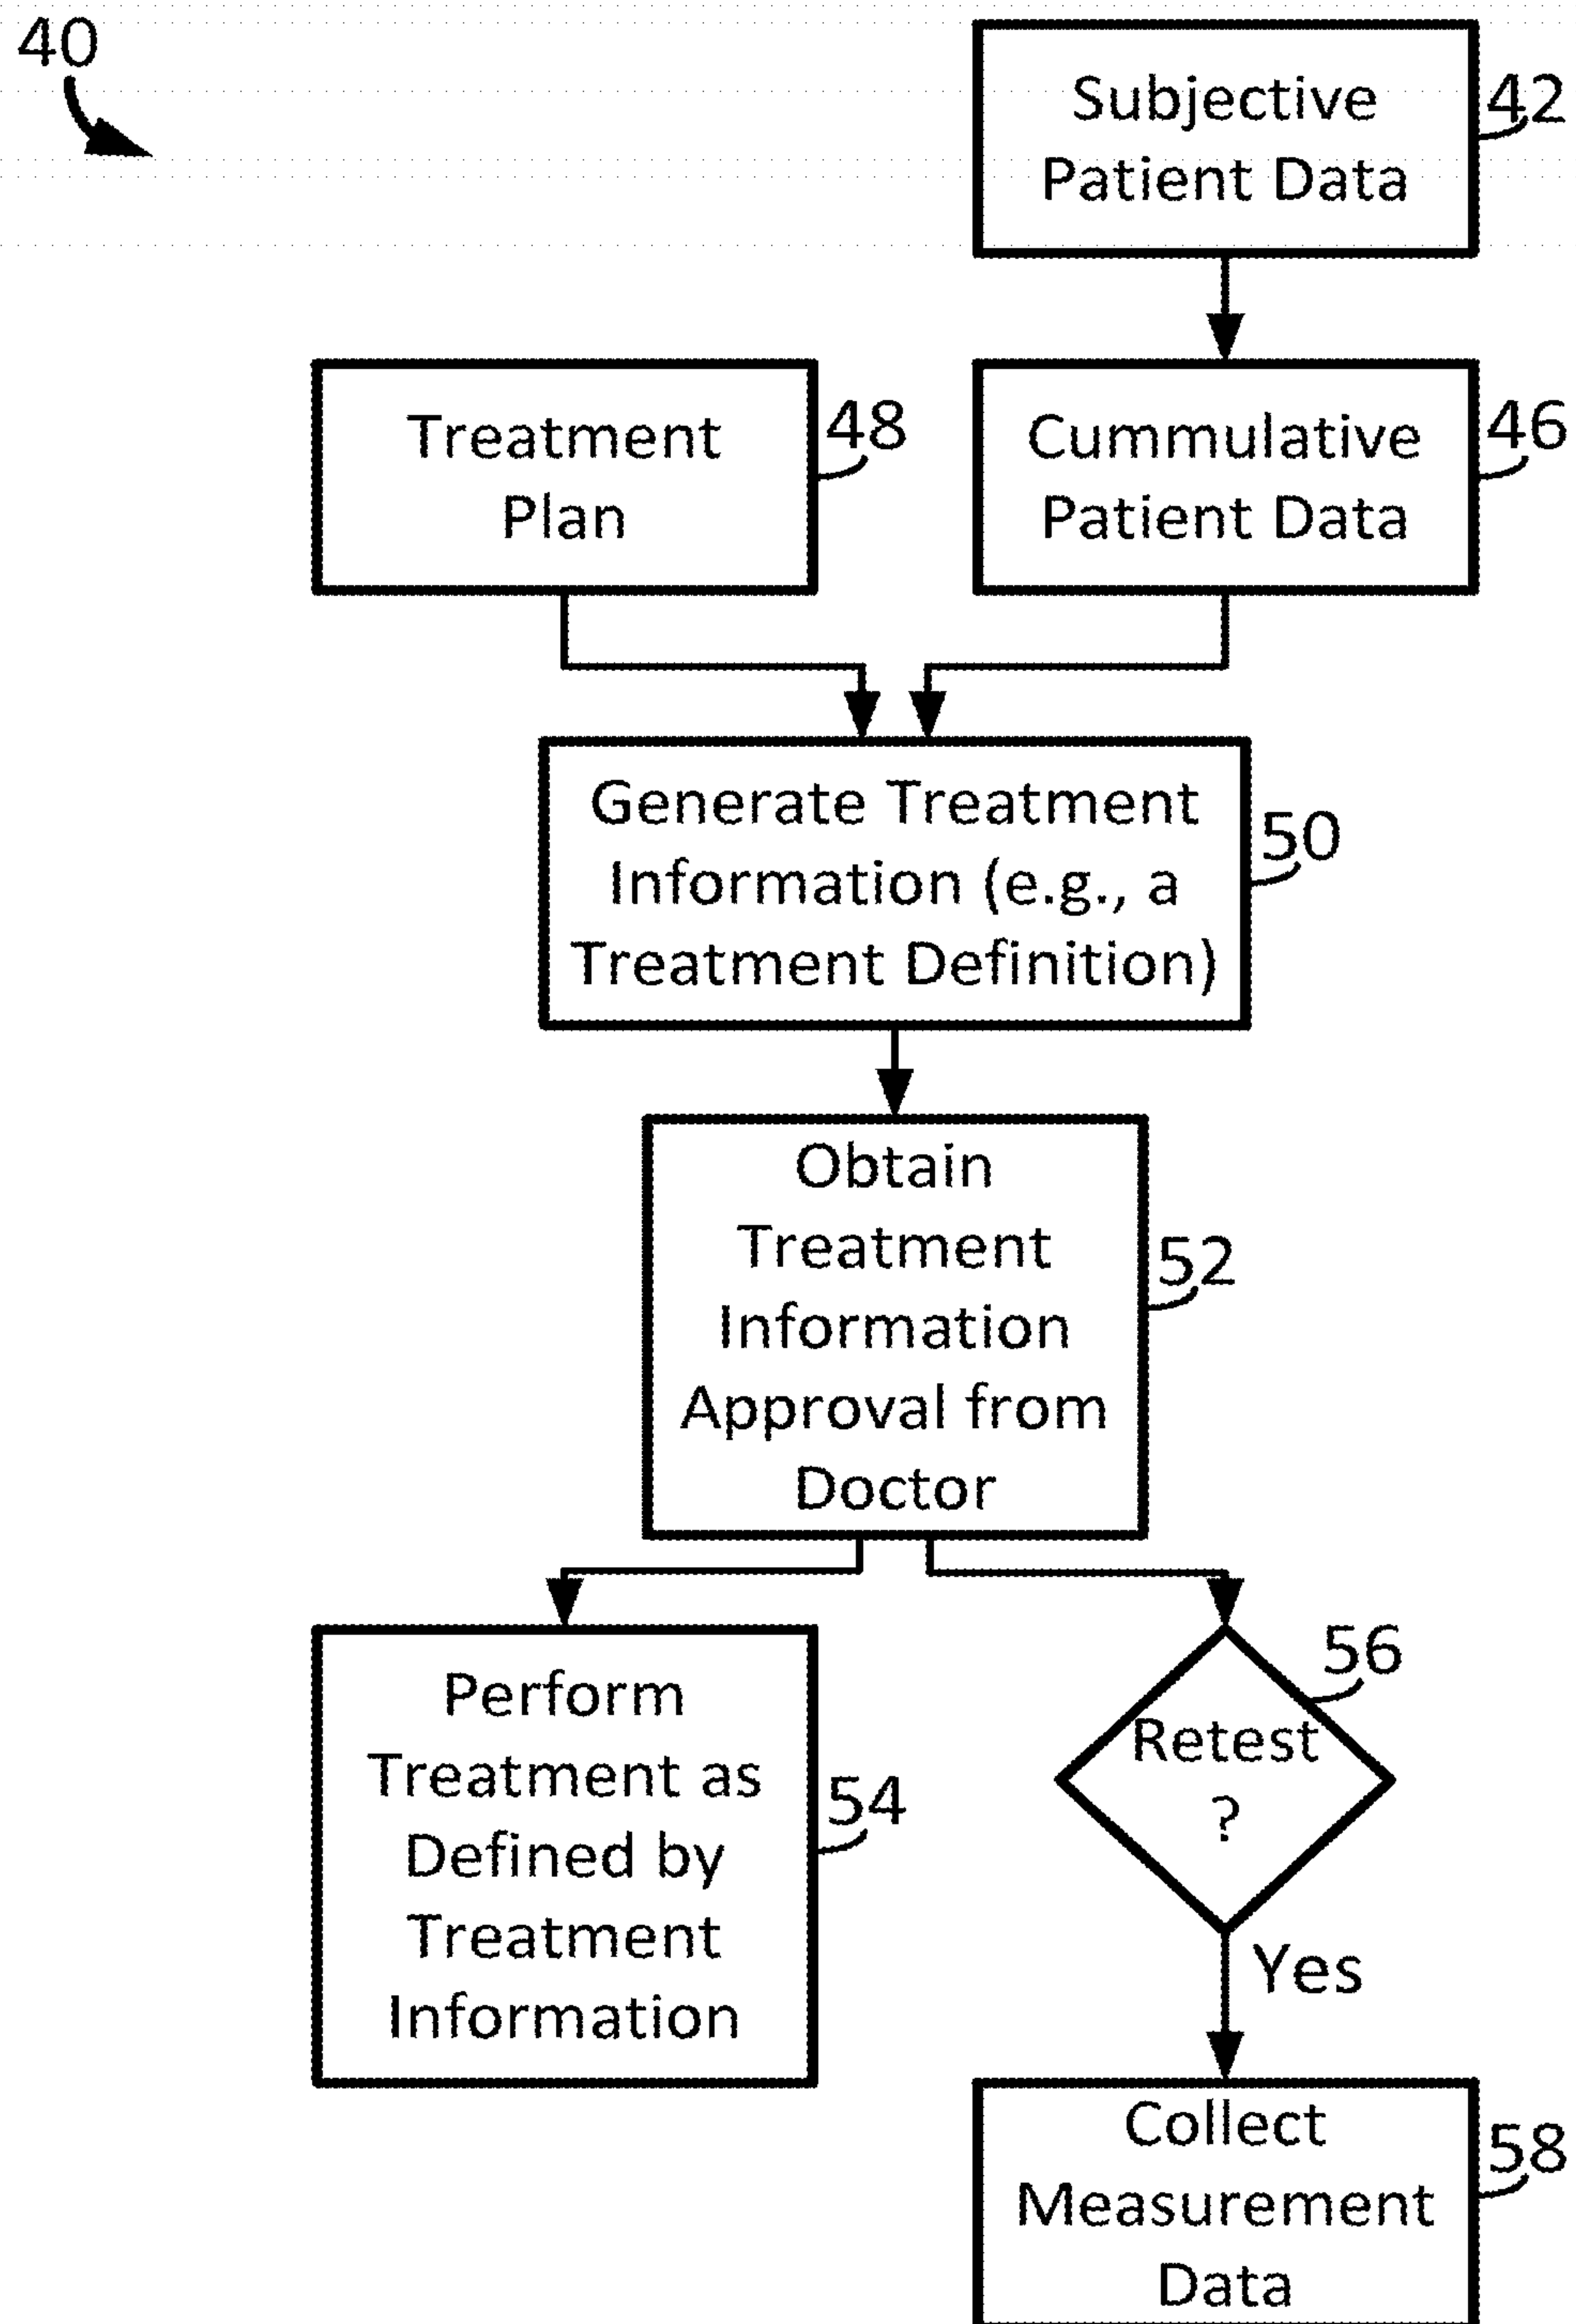 40
Subjective
Patient Data
42
Treatment
Plan
48
Cummulative
Patient Data
46
Generate Treatment
Information (e.g., a
Treatment Definition)
50
Obtain
Treatment
Information
Approval from
Doctor
52
Perform
Treatment as
Defined by
Treatment
Information
54
56
Retest
?
Yes
Collect
Measurement
Data
58